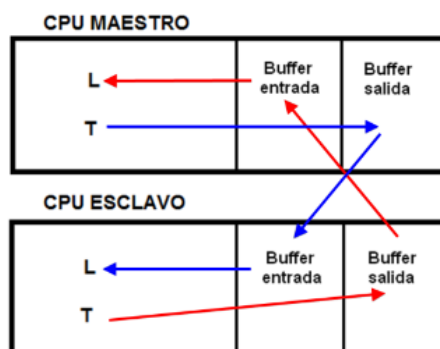 CPU MAESTRO
L
T
Buffer
entrada
Buffer
salida
CPU ESCLAVO
L
T
Buffer
entrada
Buffer
salida